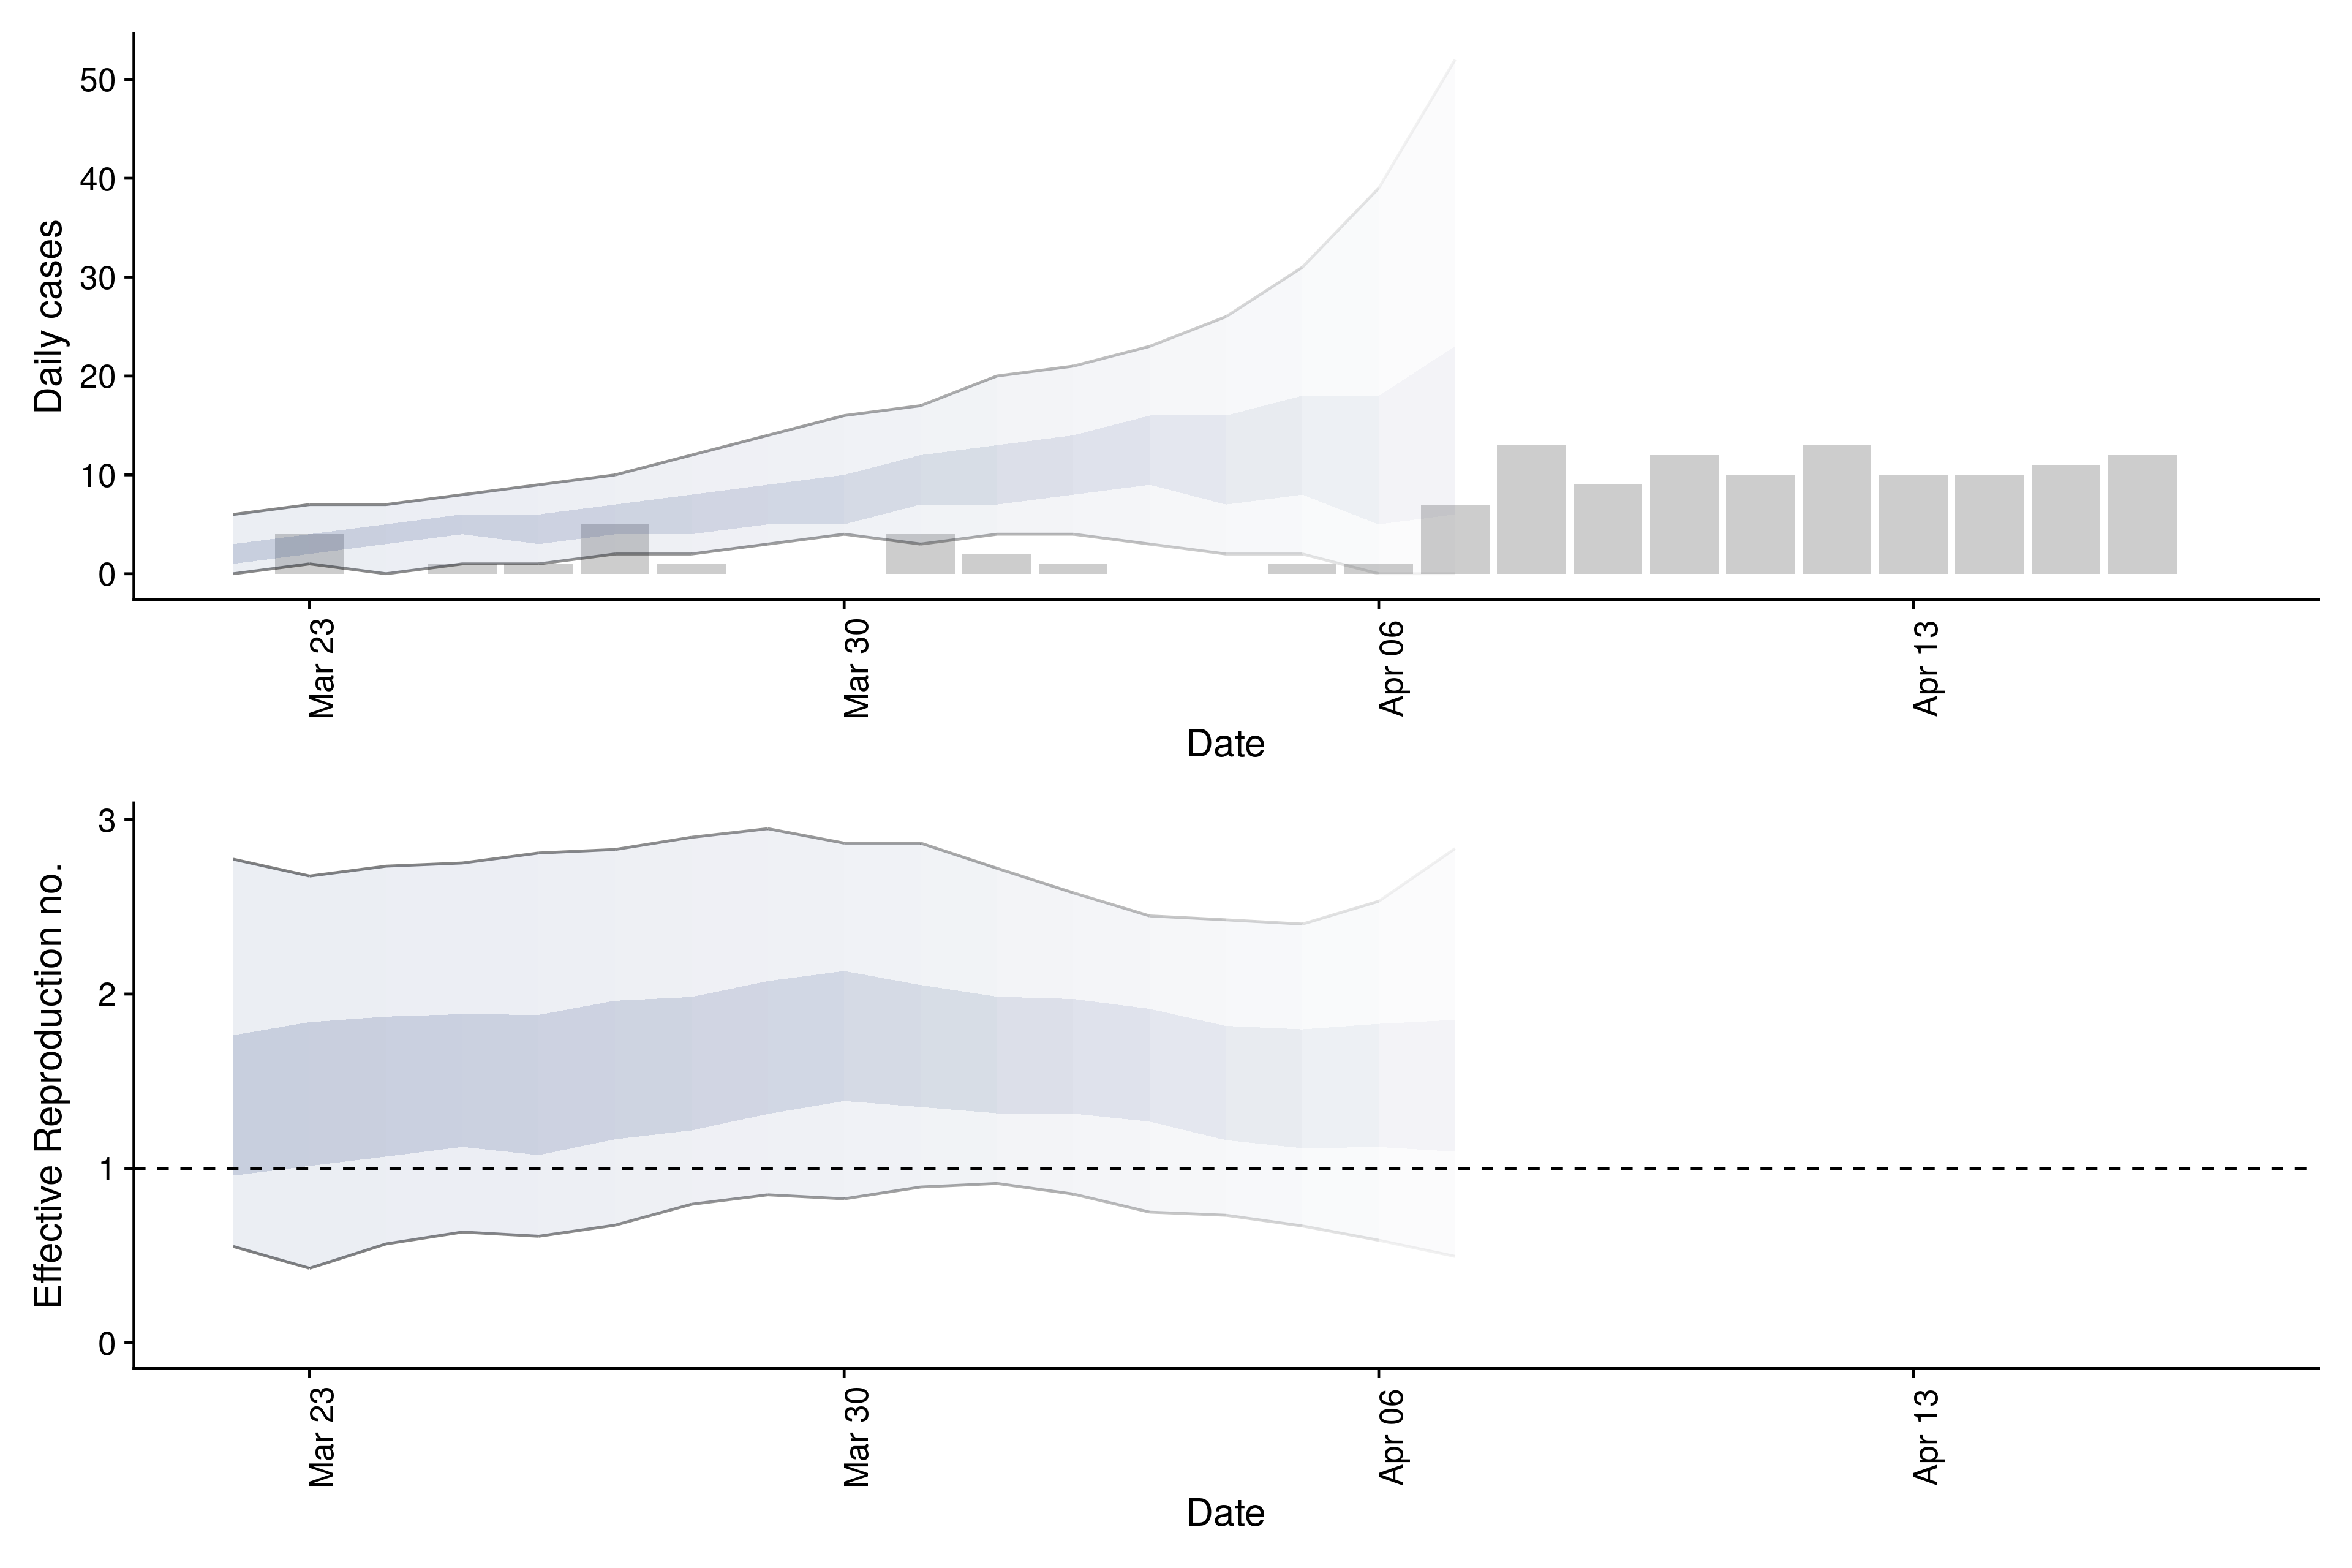 Daily cases
50
40
30
20
10
0
Mar 23
Mar 30
Apr 06
Apr 13
Date
Effective Reproduction no.
3
2
1
0
Mar 23
Mar 30
Apr 06
Apr 13
Date